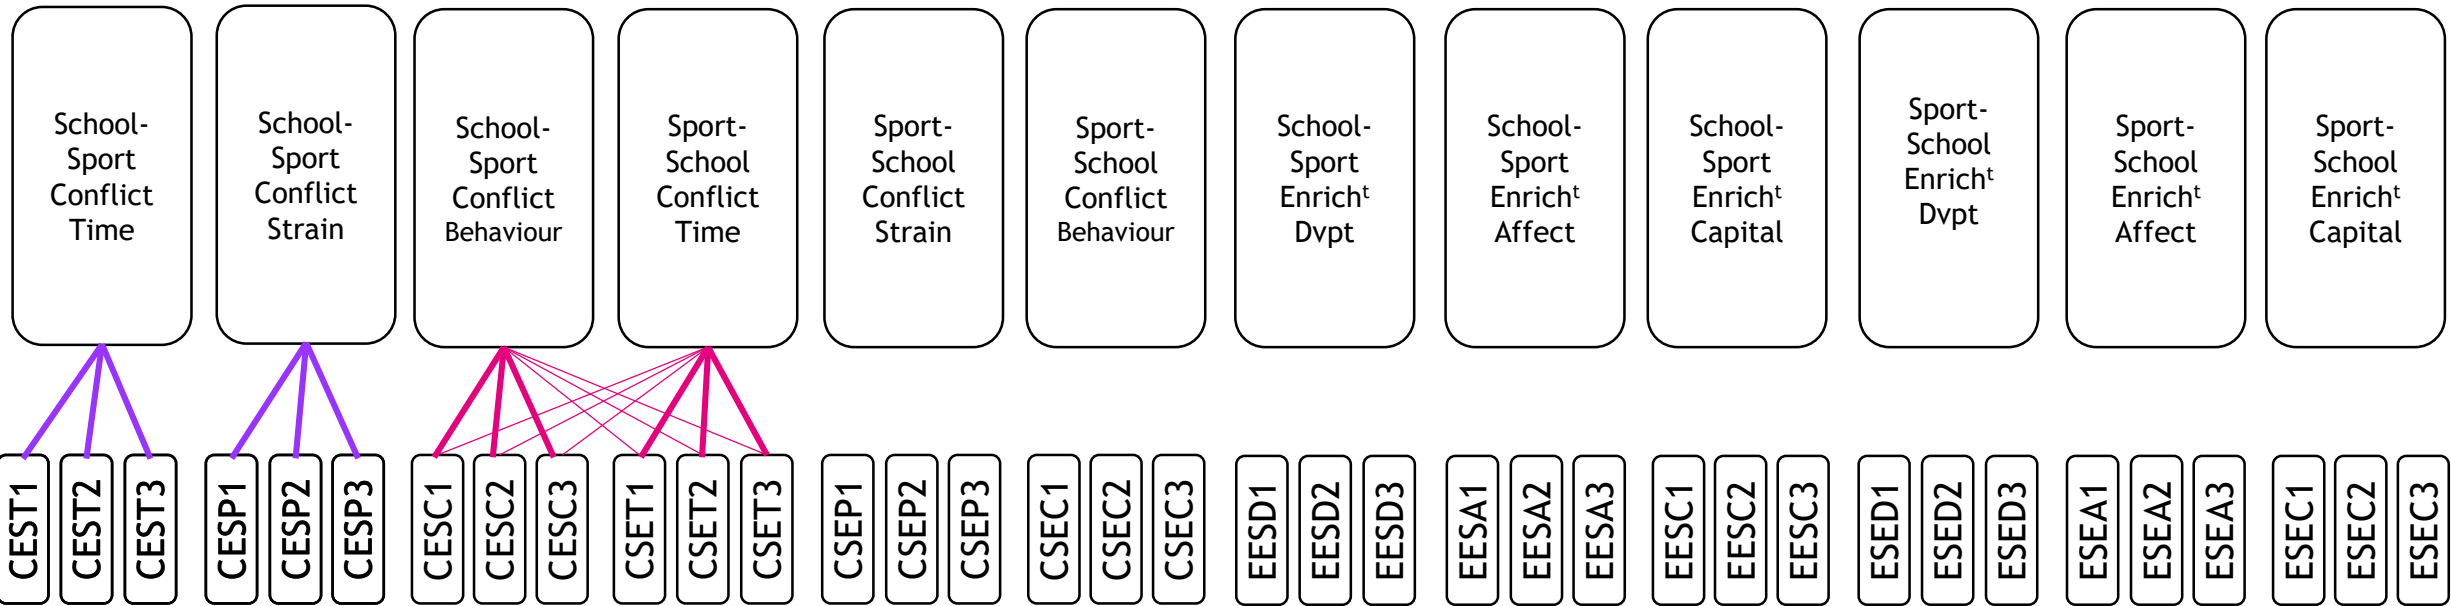 School-
Sport
Conflict
Time
School-
Sport
Conflict
Strain
School-
Sport
Conflict
Behaviour
Sport-
School
Conflict
Time
Sport-
School
Conflict
Strain
Sport-
School
Conflict
Behaviour
School-
Sport
Enrichᵗ
Dvpt
School-
Sport
Enrichᵗ
Affect
School-
Sport
Enrichᵗ
Capital
Sport-
School
Enrichᵗ
Dvpt
Sport-
School
Enrichᵗ
Affect
Sport-
School
Enrichᵗ
Capital
CEST1
CEST2
CEST3
CESP1
CESP2
CESP3
CESC1
CESC2
CESC3
CSET1
CSET2
CSET3
CSEP1
CSEP2
CSEP3
CSEC1
CSEC2
CSEC3
EESD1
EESD2
EESD3
EESA1
EESA2
EESA3
EESC1
EESC2
EESC3
ESED1
ESED2
ESED3
ESEA1
ESEA2
ESEA3
ESEC1
ESEC2
ESEC3